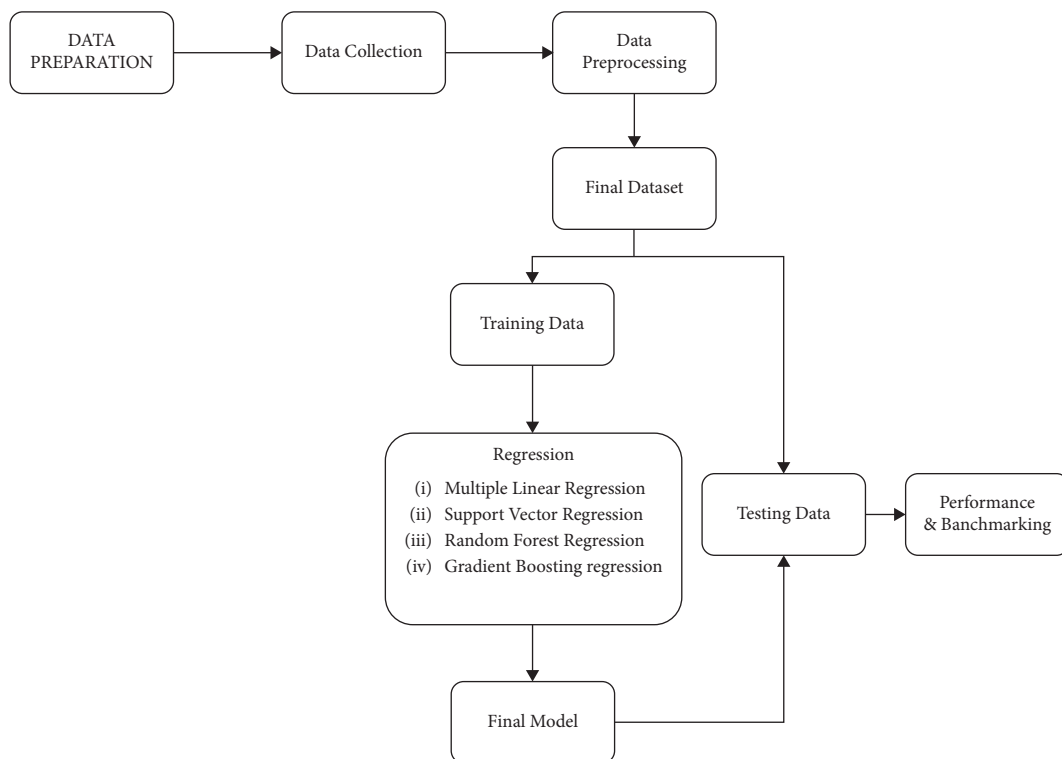 DATA
PREPARATION
Data Collection
Data
Preprocessing
Final Dataset
Training Data
Regression
(i) Multiple Linear Regression
(ii) Support Vector Regression
(iii) Random Forest Regression
(iv) Gradient Boosting regression
Testing Data
Performance
& Banchmarking
Final Model